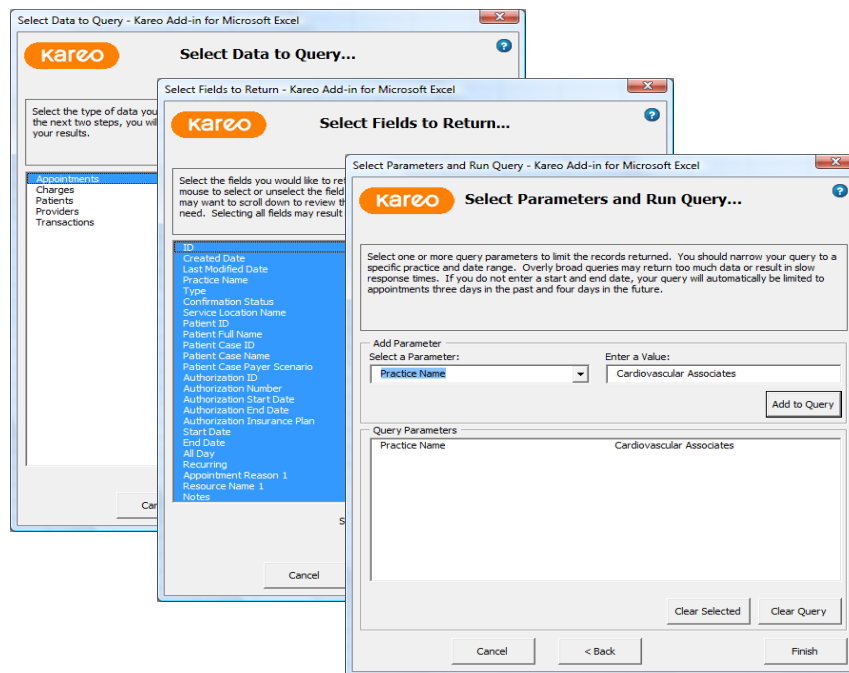 Select Data to Query - Kareo Add-in for Microsoft Excel
Kareo
Select Data to Query...
?
Select the type of data you
the next two steps, you wil
your results.
Appointments
Charges
Patients
Providers
Transactions
Select Fields to Return - Kareo Add-in for Microsoft Excel
Kareo
Select Fields to Return...
?
Select the fields you would like to ret
mouse to select or unselect the field
may want to scroll down to review th
need. Selecting all fields may result
ID
Created Date
Last Modified Date
Practice Name
Type
Confirmation Status
Service Location Name
Patient ID
Patient Full Name
Patient Case ID
Patient Case Name
Patient Case Payer Scenario
Authorization ID
Authorization Number
Authorization Start Date
Authorization End Date
Authorization Insurance Plan
Start Date
End Date
All Day
Recurring
Appointment Reason 1
Resource Name 1
Notes
Cancel
Select Parameters and Run Query - Kareo Add-in for Microsoft Excel
Kareo
Select Parameters and Run Query...
?
Select one or more query parameters to limit the records returned. You should narrow your query to a
specific practice and date range. Overly broad queries may return too much data or result in slow
response times. If you do not enter a start and end date, your query will automatically be limited to
appointments three days in the past and four days in the future.
Add Parameter
Select a Parameter: Enter a Value:
Practice Name Cardiovascular Associates
Add to Query
Query Parameters
Practice Name Cardiovascular Associates
Clear Selected Clear Query
Cancel < Back Finish